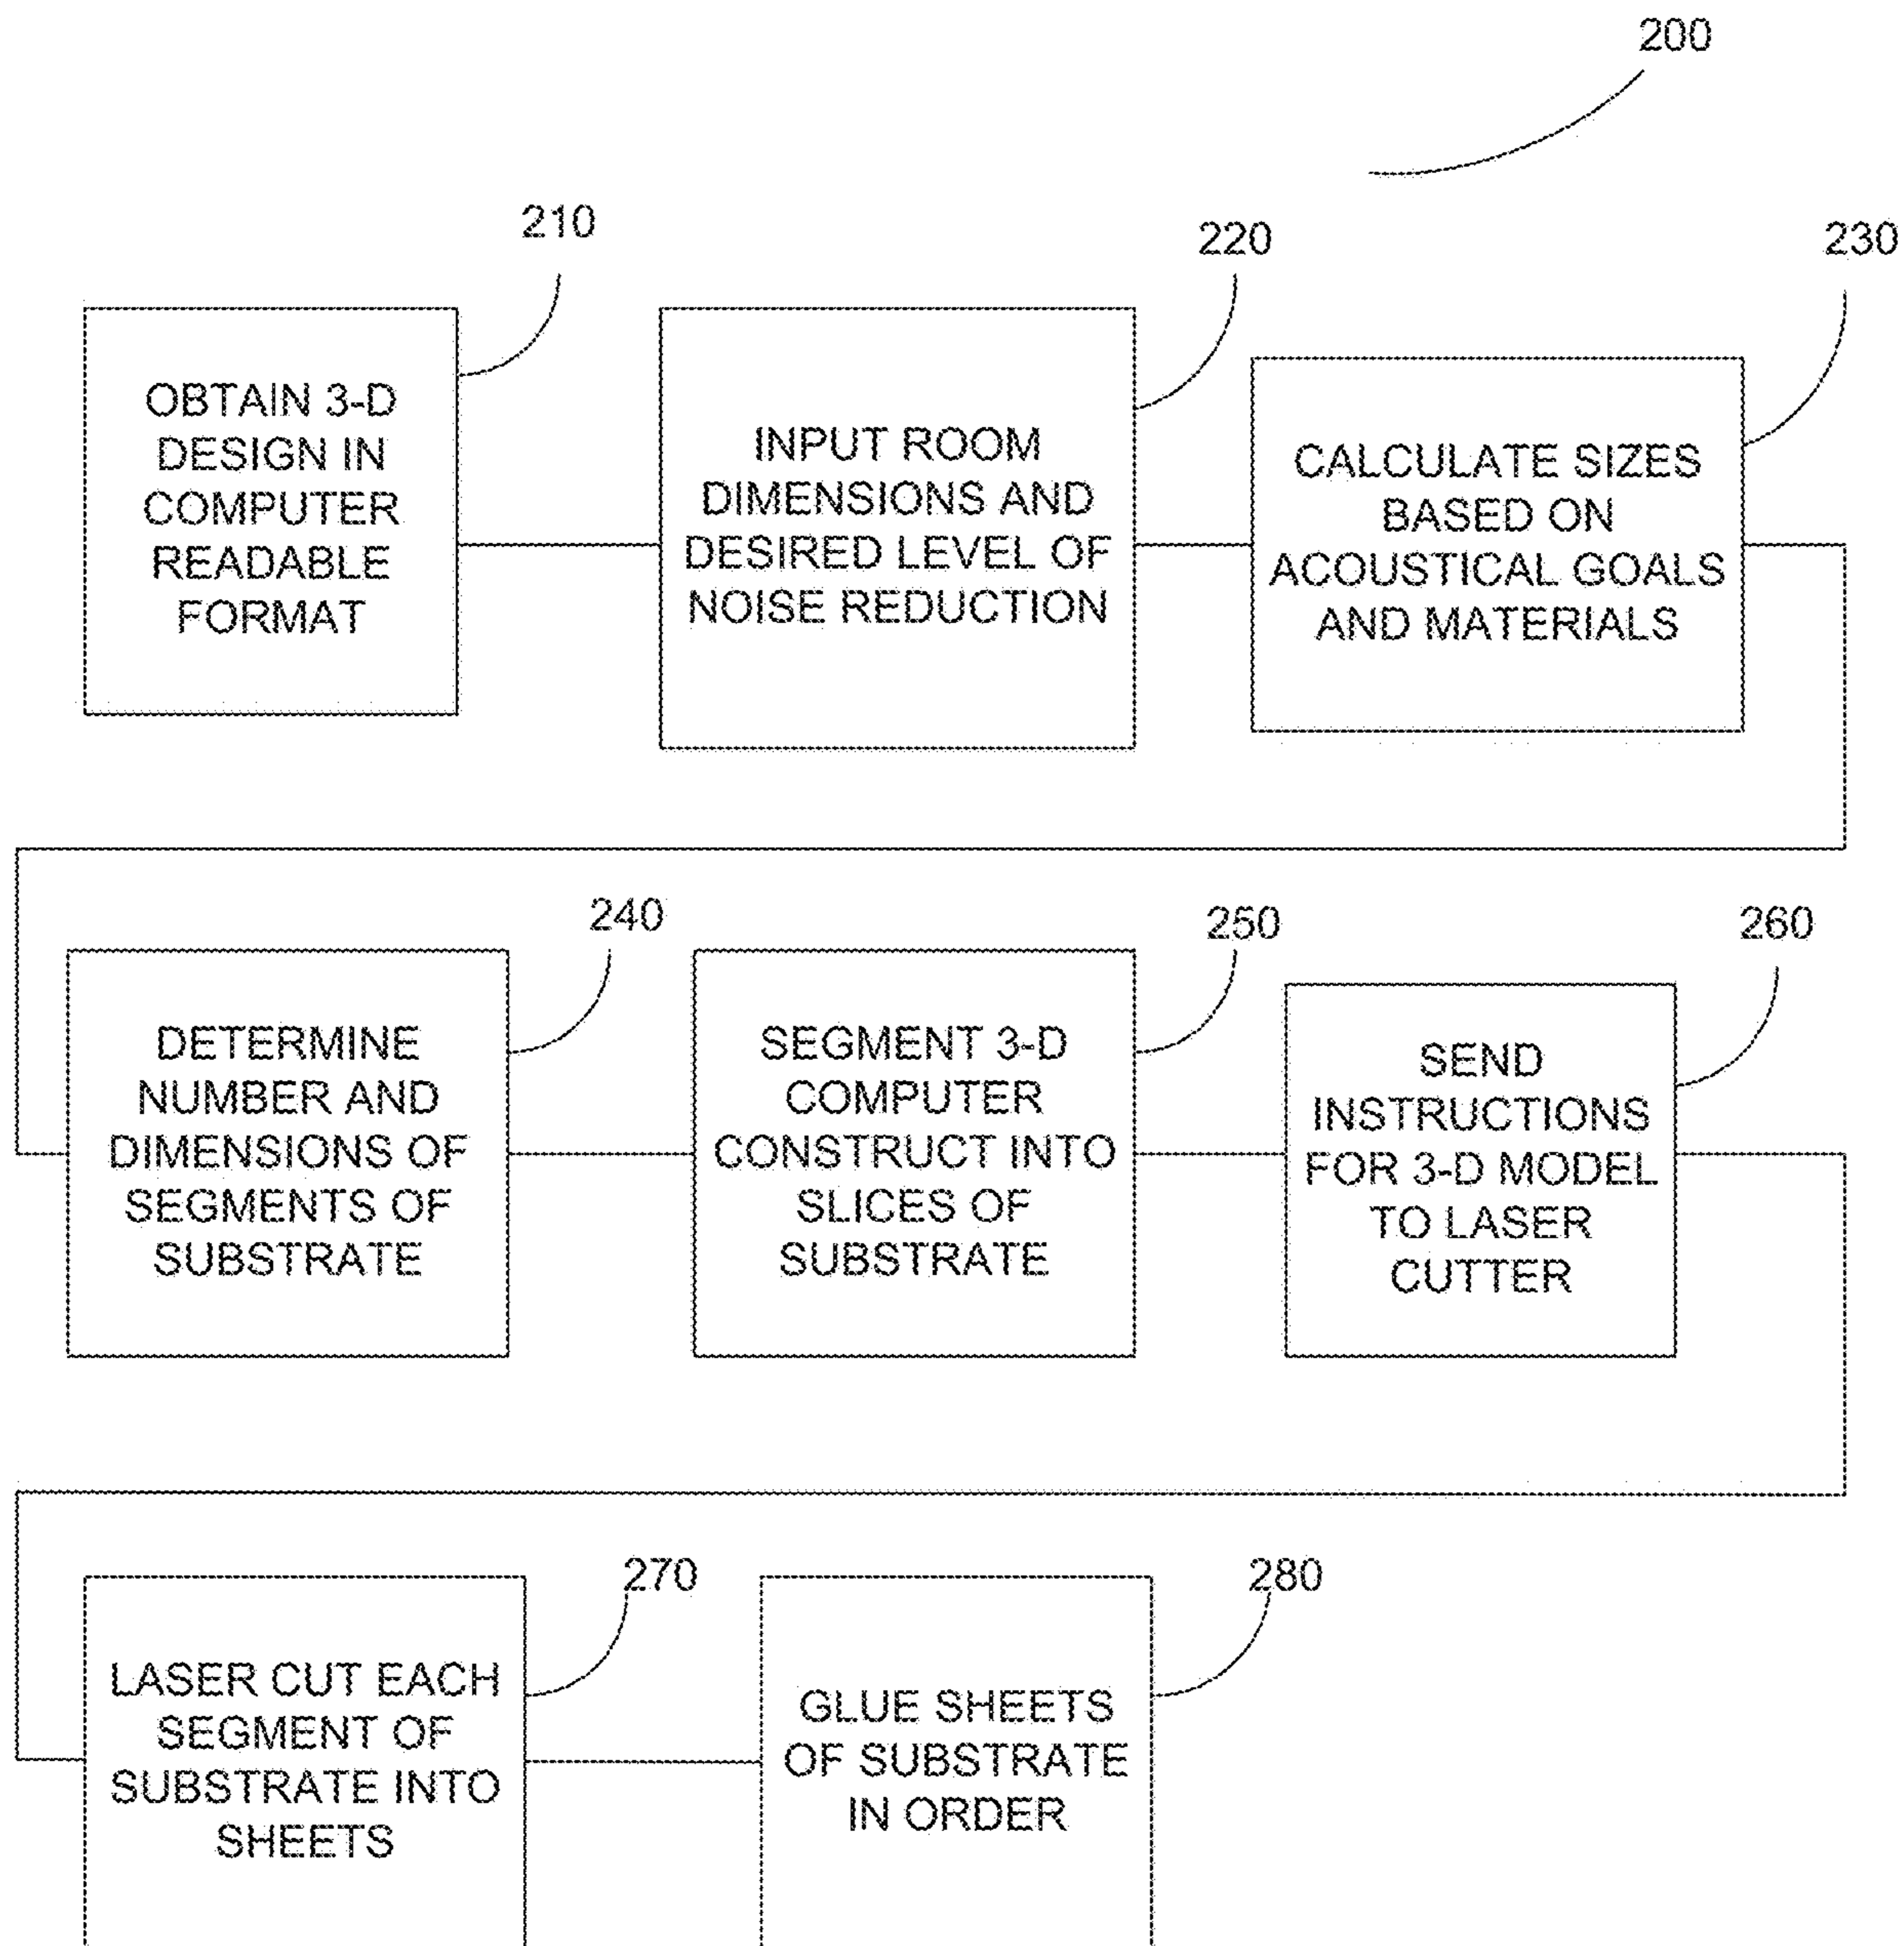 200
210
220
230
OBTAIN 3-D
DESIGN IN
COMPUTER
READABLE
FORMAT
INPUT ROOM
DIMENSIONS AND
DESIRED LEVEL OF
NOISE REDUCTION
CALCULATE SIZES
BASED ON
ACOUSTICAL GOALS
AND MATERIALS
240
250
260
DETERMINE
NUMBER AND
DIMENSIONS OF
SEGMENTS OF
SUBSTRATE
SEGMENT 3-D
COMPUTER
CONSTRUCT INTO
SLICES OF
SUBSTRATE
SEND
INSTRUCTIONS
FOR 3-D MODEL
TO LASER
CUTTER
270
280
LASER CUT EACH
SEGMENT OF
SUBSTRATE INTO
SHEETS
GLUE SHEETS
OF SUBSTRATE
IN ORDER